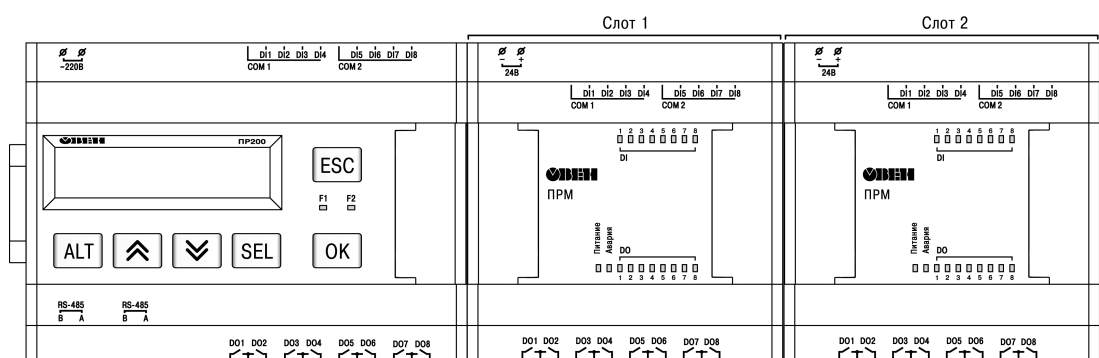 Слот 1
Слот 2
~220В
DI1 DI2 DI3 DI4
DI5 DI6 DI7 DI8
COM 1
COM 2
– +
24В
– +
24В
DI1 DI2 DI3 DI4
DI5 DI6 DI7 DI8
COM 1
COM 2
DI1 DI2 DI3 DI4
DI5 DI6 DI7 DI8
COM 1
COM 2
ОВЕН
ПР200
ESC
F1 F2
ALT
SEL
OK
1 2 3 4 5 6 7 8
DI
ОВЕН
ПРМ
Питание
Авария
DO
1 2 3 4 5 6 7 8
1 2 3 4 5 6 7 8
DI
ОВЕН
ПРМ
Питание
Авария
DO
1 2 3 4 5 6 7 8
RS-485
B A
RS-485
B A
DO1 DO2 DO3 DO4 DO5 DO6 DO7 DO8
DO1 DO2 DO3 DO4 DO5 DO6 DO7 DO8
DO1 DO2 DO3 DO4 DO5 DO6 DO7 DO8